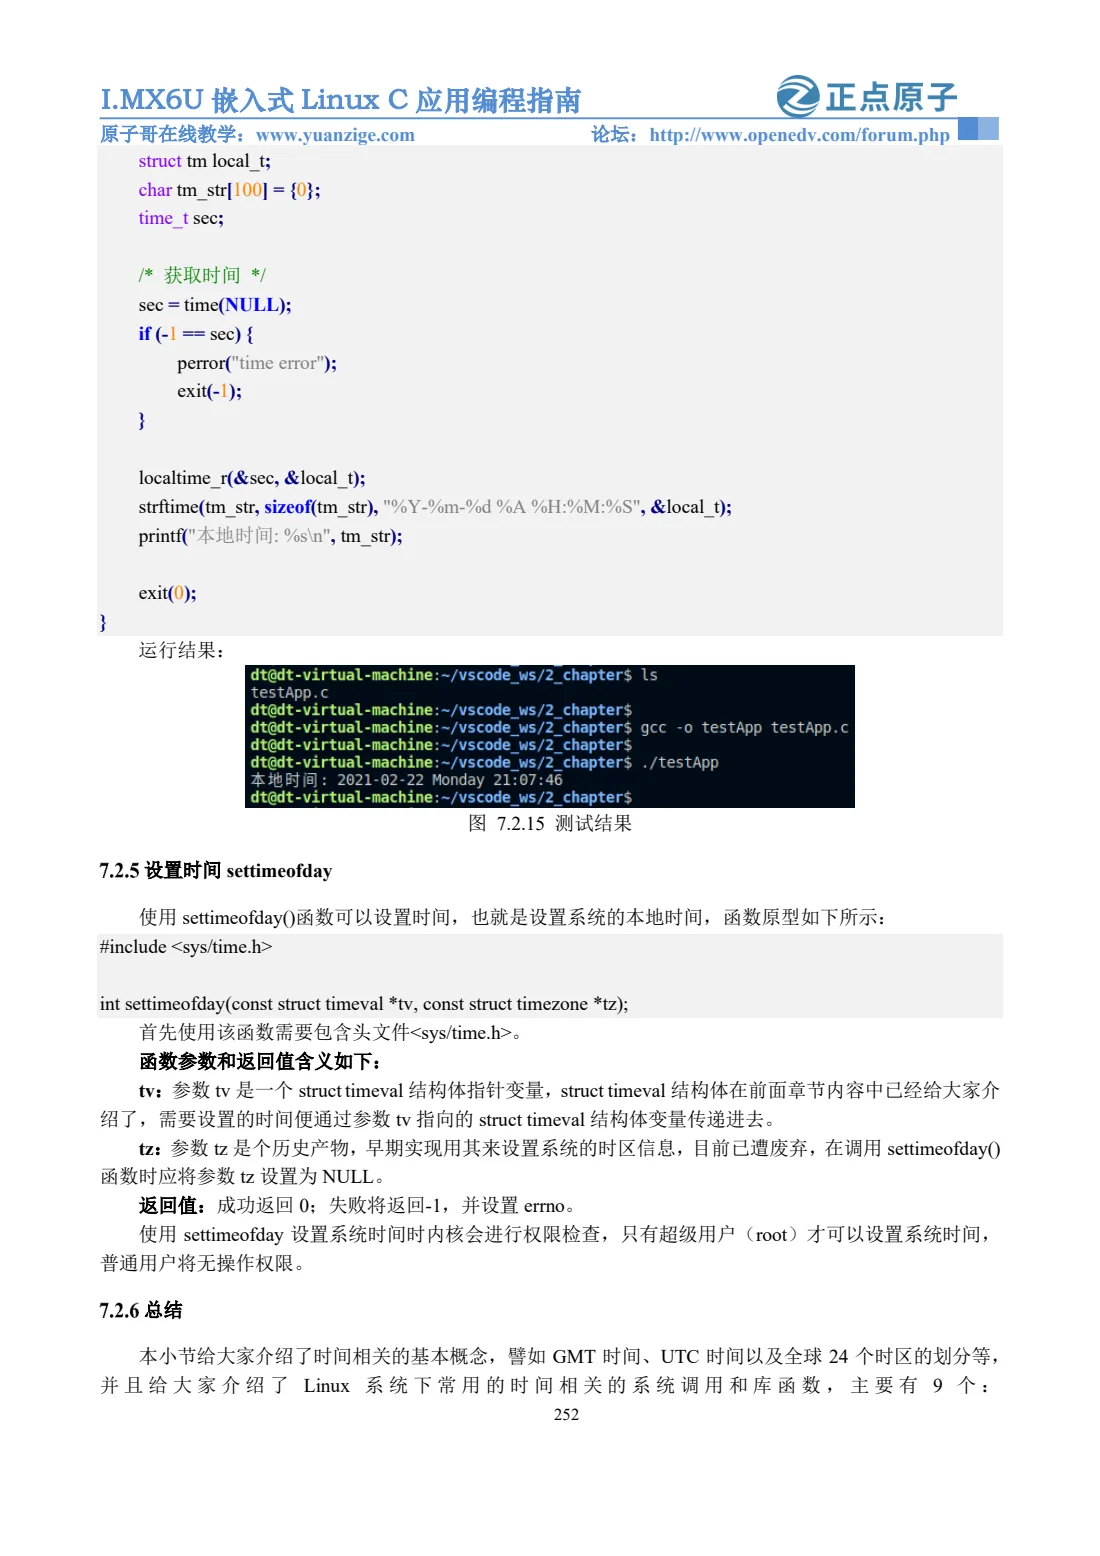 I.MX6U 嵌入式 Linux C 应用编程指南
正点原子
原子哥在线教学：www.yuanzige.com 论坛：http://www.openedv.com/forum.php
struct tm local_t;
char tm_str[100] = {0};
time_t sec;
/* 获取时间 */
sec = time(NULL);
if (-1 == sec) {
perror("time error");
exit(-1);
}
localtime_r(&sec, &local_t);
strftime(tm_str, sizeof(tm_str), "%Y-%m-%d %A %H:%M:%S", &local_t);
printf("本地时间: %s\n", tm_str);
exit(0);
}
运行结果：
dt@dt-virtual-machine:~/vscode_ws/2_chapter$ ls
testApp.c
dt@dt-virtual-machine:~/vscode_ws/2_chapter$
dt@dt-virtual-machine:~/vscode_ws/2_chapter$ gcc -o testApp testApp.c
dt@dt-virtual-machine:~/vscode_ws/2_chapter$
dt@dt-virtual-machine:~/vscode_ws/2_chapter$ ./testApp
本地时间: 2021-02-22 Monday 21:07:46
dt@dt-virtual-machine:~/vscode_ws/2_chapter$
图 7.2.15 测试结果
7.2.5 设置时间 settimeofday
使用 settimeofday()函数可以设置时间，也就是设置系统的本地时间，函数原型如下所示：
#include <sys/time.h>
int settimeofday(const struct timeval *tv, const struct timezone *tz);
首先使用该函数需要包含头文件<sys/time.h>。
函数参数和返回值含义如下：
tv：参数 tv 是一个 struct timeval 结构体指针变量，struct timeval 结构体在前面章节内容中已经给大家介
绍了，需要设置的时间便通过参数 tv 指向的 struct timeval 结构体变量传递进去。
tz：参数 tz 是个历史产物，早期实现用其来设置系统的时区信息，目前已遭废弃，在调用 settimeofday()
函数时应将参数 tz 设置为 NULL。
返回值：成功返回 0；失败将返回-1，并设置 errno。
使用 settimeofday 设置系统时间时内核会进行权限检查，只有超级用户（root）才可以设置系统时间，
普通用户将无操作权限。
7.2.6 总结
本小节给大家介绍了时间相关的基本概念，譬如 GMT 时间、UTC 时间以及全球 24 个时区的划分等，
并且给大家介绍了 Linux 系统下常用的时间相关的系统调用和库函数，主要有 9 个：
252